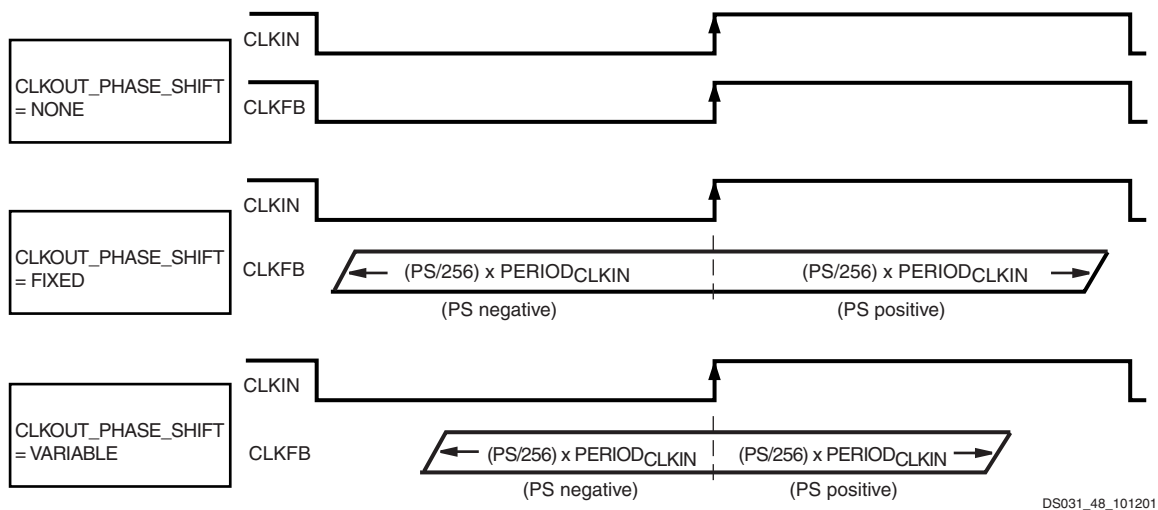 CLKIN
CLKOUT_PHASE_SHIFT
= NONE
CLKFB
CLKIN
CLKOUT_PHASE_SHIFT
= FIXED
CLKFB
(PS/256) x PERIODCLKIN
(PS/256) x PERIODCLKIN
(PS negative)
(PS positive)
CLKIN
CLKOUT_PHASE_SHIFT
= VARIABLE
CLKFB
(PS/256) x PERIODCLKIN
(PS/256) x PERIODCLKIN
(PS negative)
(PS positive)
DS031_48_101201